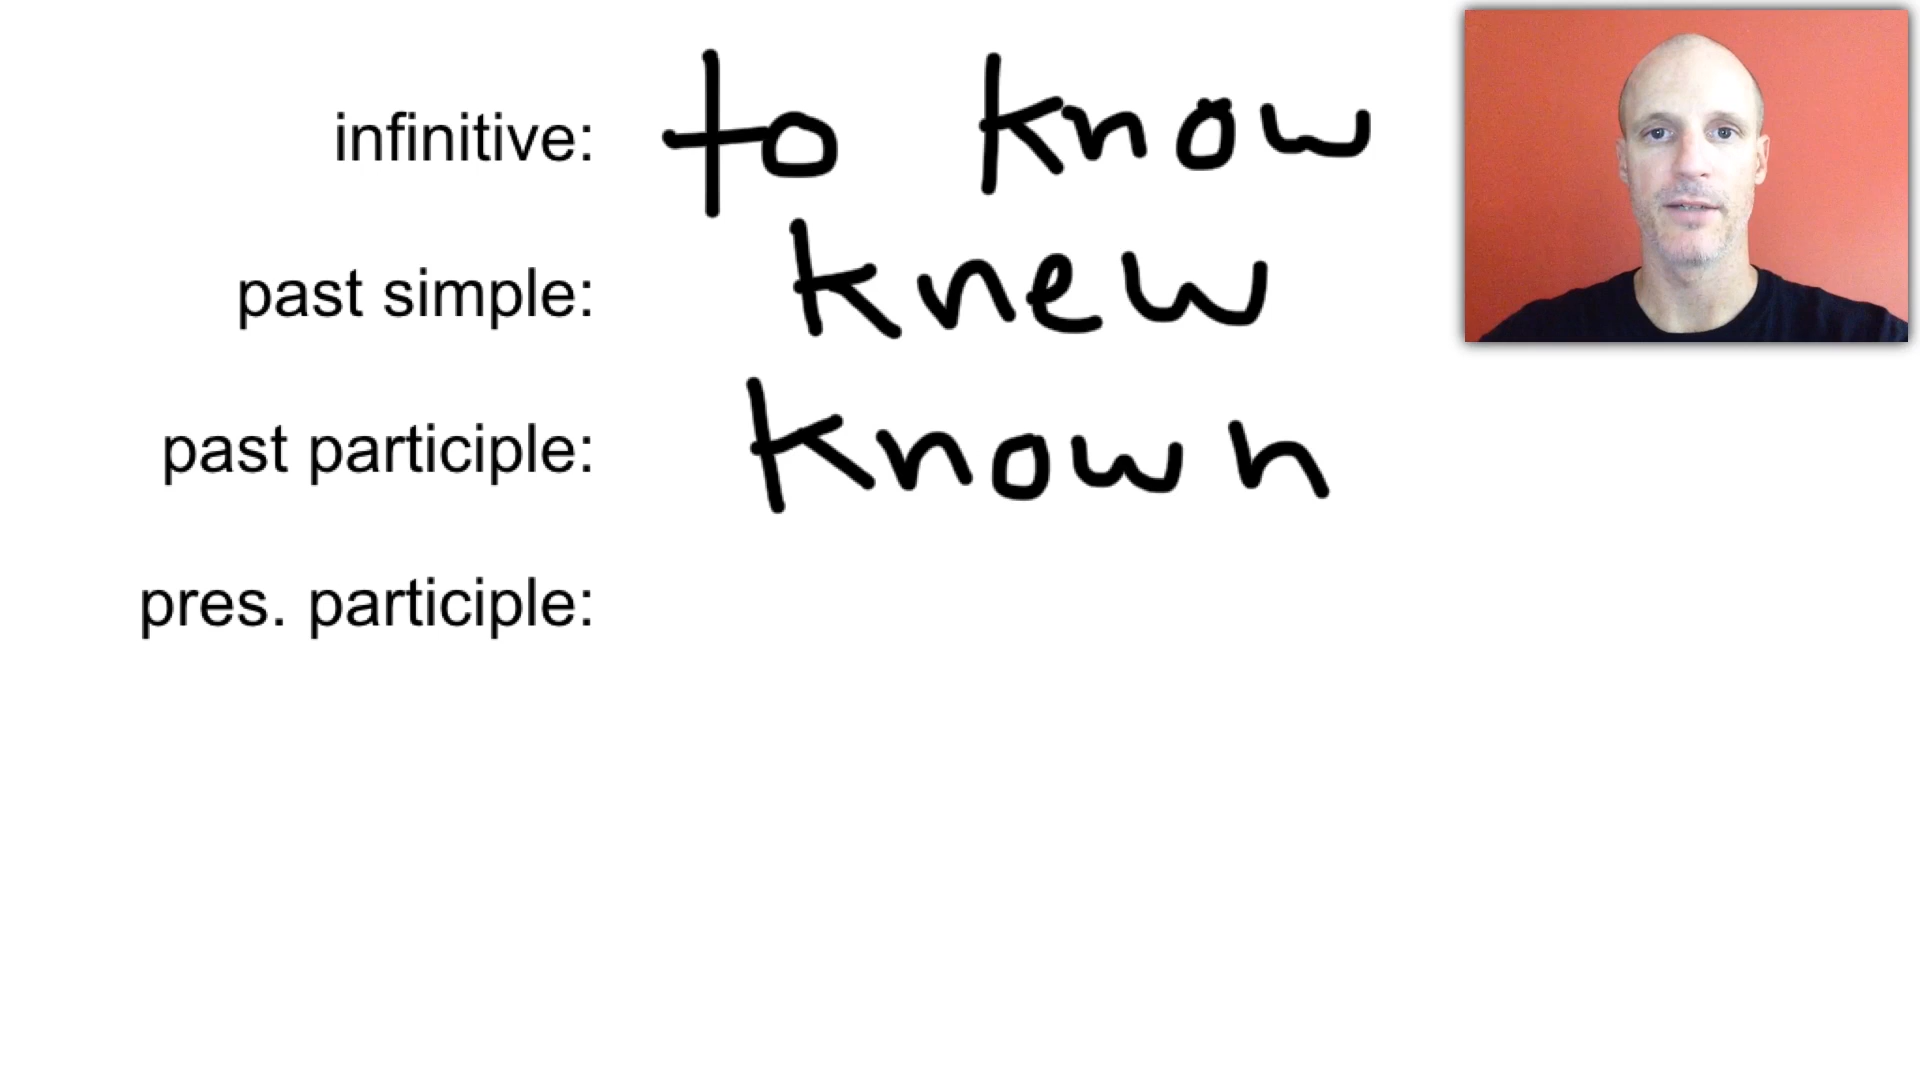 infinitive: to know
past simple: knew
past participle: known
pres. participle: